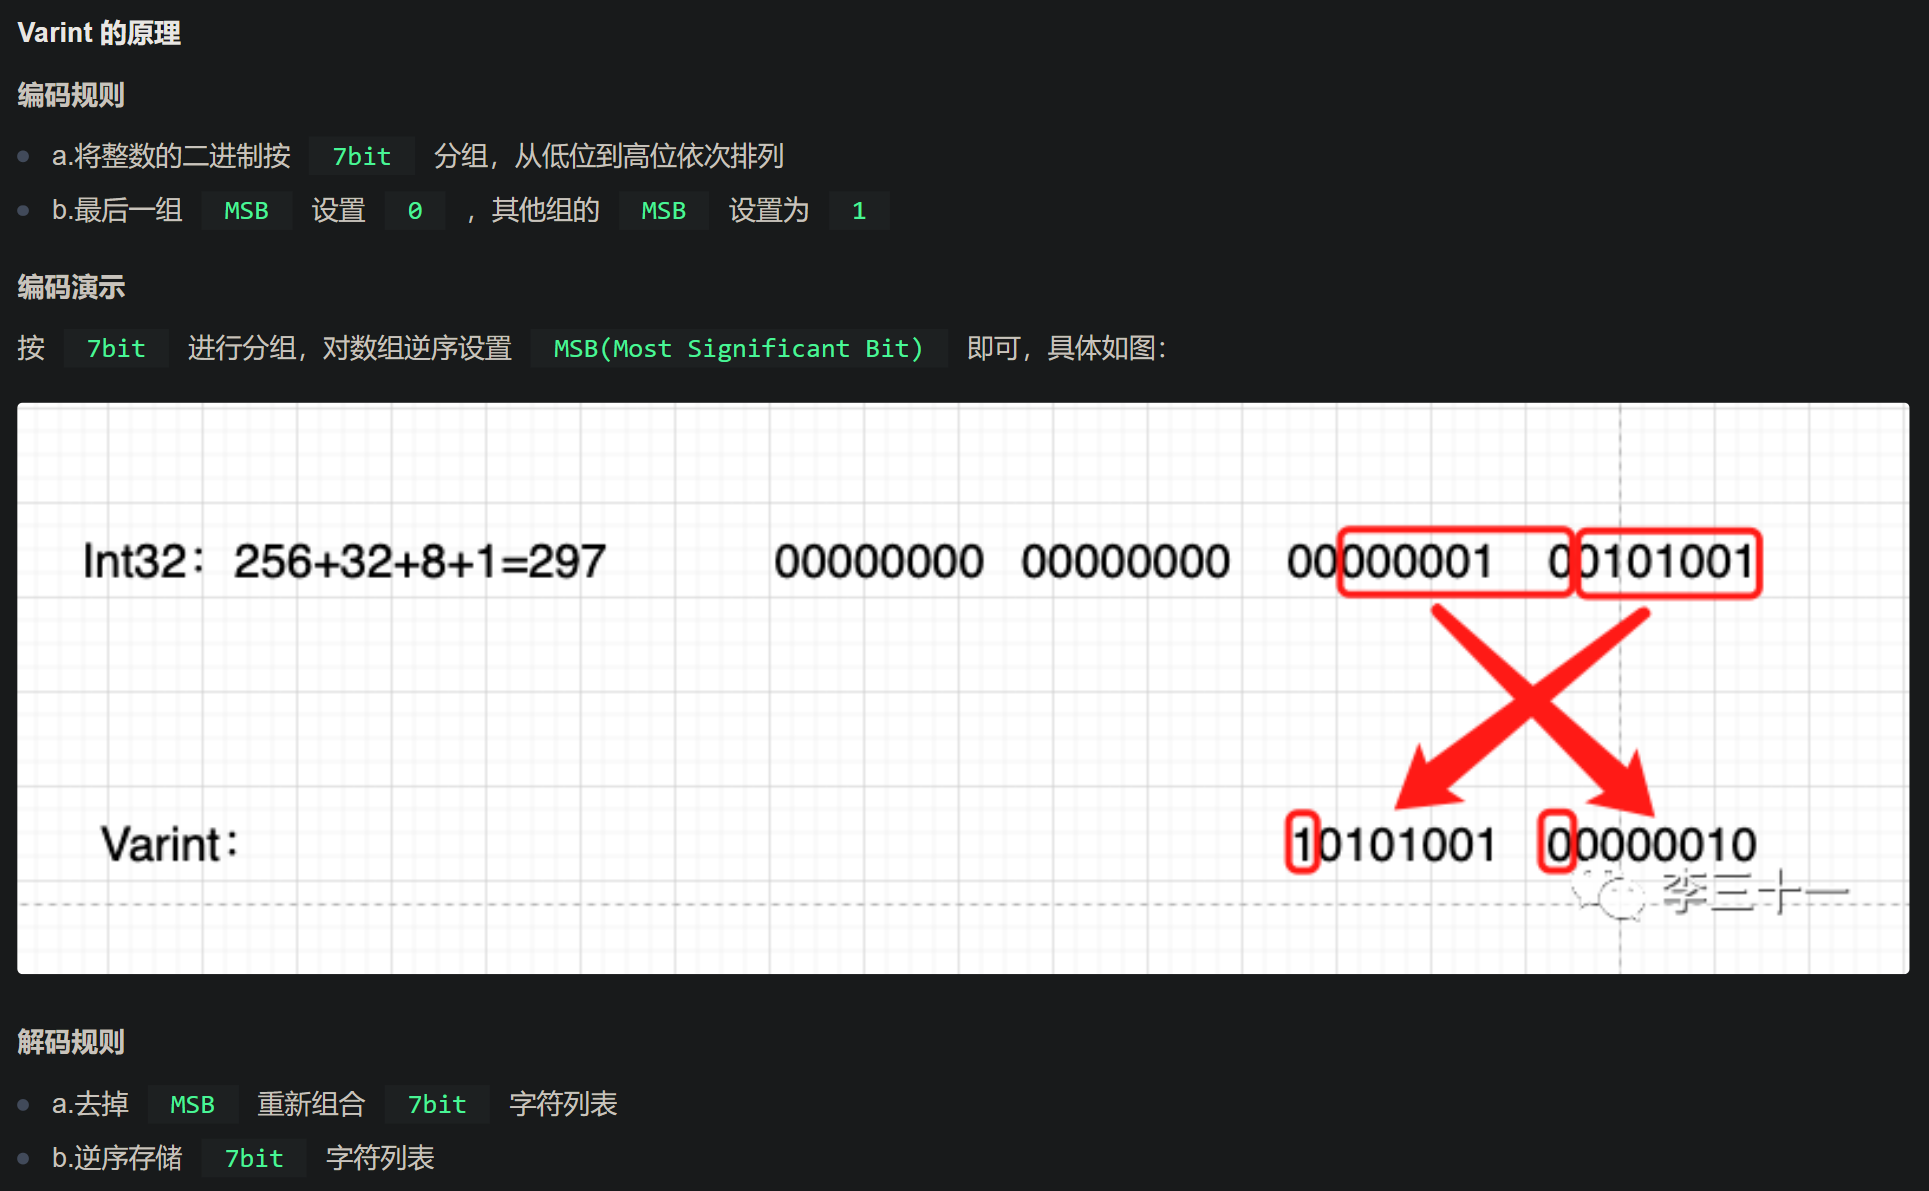 Varint 的原理
编码规则
a.将整数的二进制按 7bit 分组，从低位到高位依次排列
b.最后一组 MSB 设置 0 ，其他组的 MSB 设置为 1
编码演示
按 7bit 进行分组，对数组逆序设置 MSB(Most Significant Bit) 即可，具体如图：
Int32：256+32+8+1=297 00000000 00000000 00000001 00101001
Varint： 10101001 00000010
李三十一
解码规则
a.去掉 MSB 重新组合 7bit 字符列表
b.逆序存储 7bit 字符列表